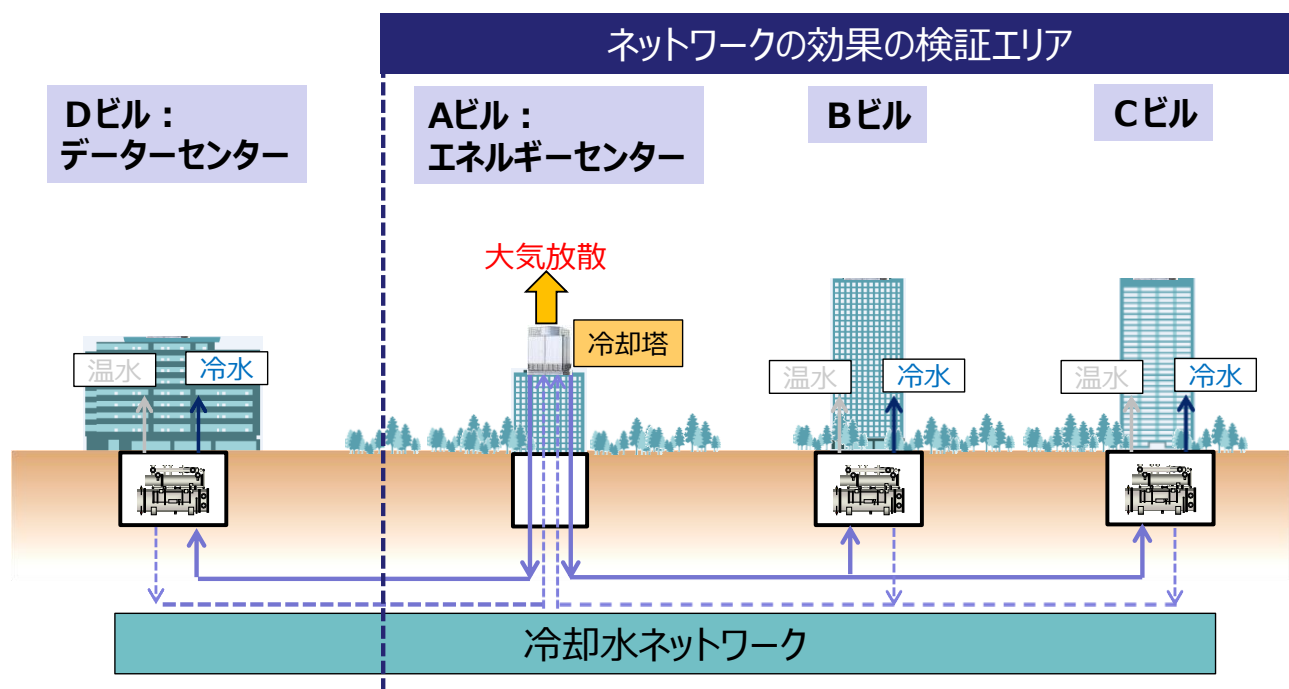 ネットワークの効果の検証エリア
Dビル：
データーセンター
Aビル：
エネルギーセンター
Bビル
Cビル
大気放散
冷却塔
温水
冷水
温水
冷水
温水
冷水
冷却水ネットワーク